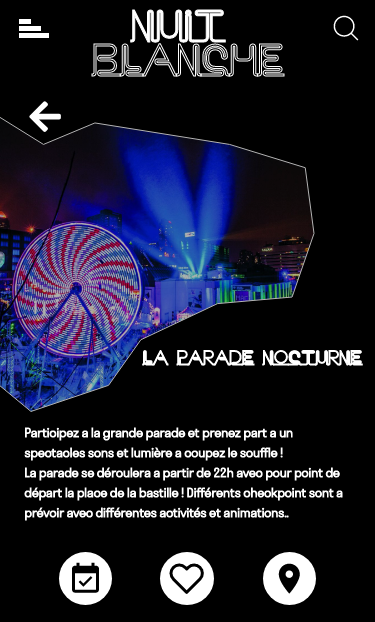 NUIT
BLANCHE
LA PARADE NOCTURNE
Participez a la grande parade et prenez part a un
spectacles sons et lumière a coupez le souffle !
La parade se déroulera a partir de 22h avec pour point de
départ la place de la bastille ! Différents checkpoint sont a
prévoir avec différentes activités et animations..